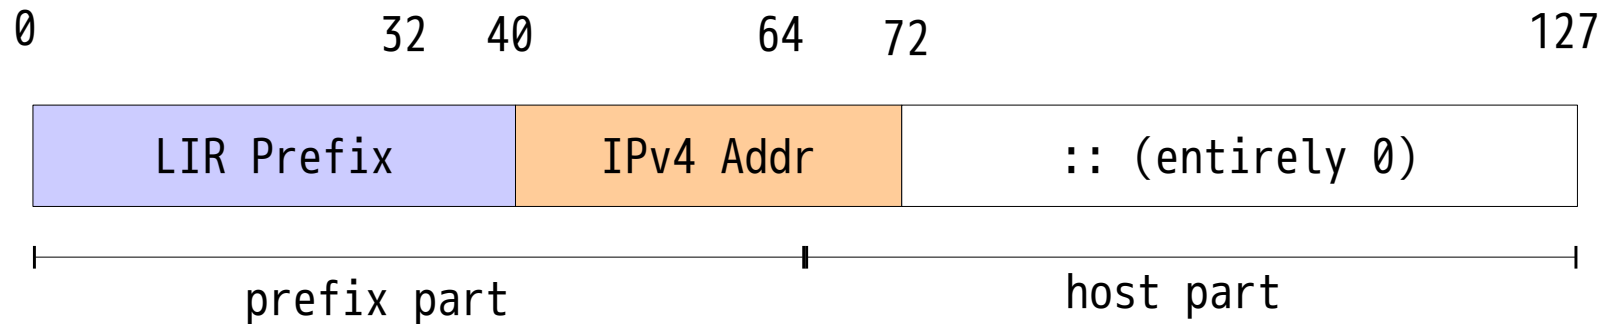 0 32 40 64 72 127
LIR Prefix IPv4 Addr :: (entirely 0)
prefix part host part